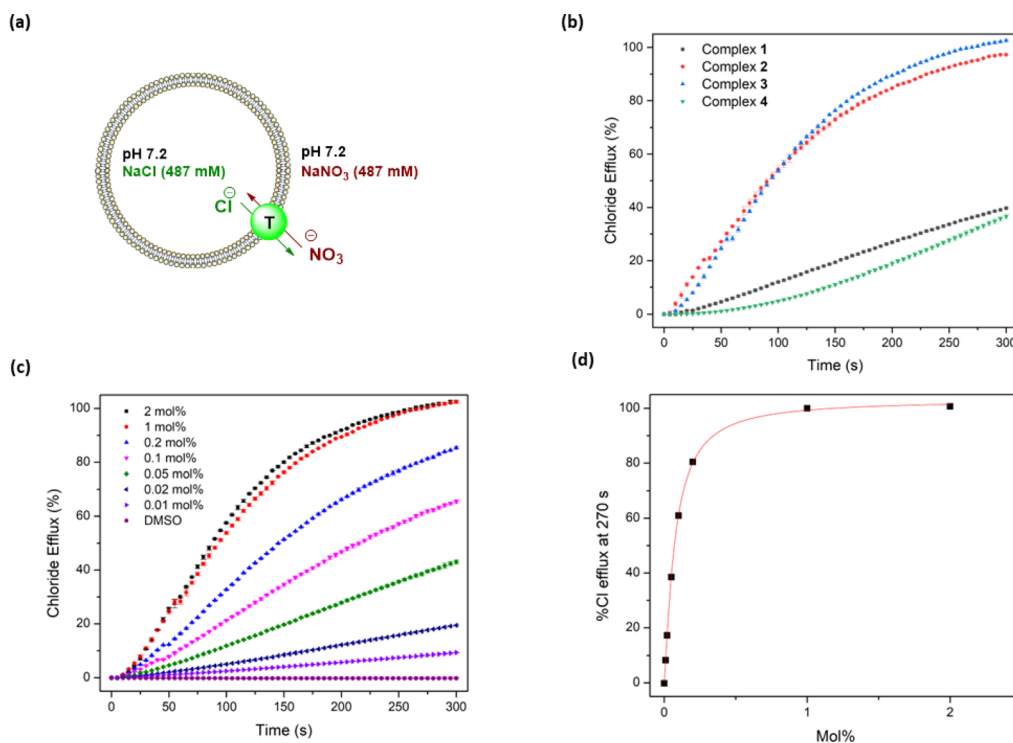 (a)
pH 7.2
NaCl (487 mM)
pH 7.2
NaNO₃ (487 mM)
Cl⊖
T
⊖
NO₃
(b)
Chloride Efflux (%)
100
80
60
40
20
0
Complex 1
Complex 2
Complex 3
Complex 4
0 50 100 150 200 250 300
Time (s)
(c)
Chloride Efflux (%)
100
80
60
40
20
0
2 mol%
1 mol%
0.2 mol%
0.1 mol%
0.05 mol%
0.02 mol%
0.01 mol%
DMSO
0 50 100 150 200 250 300
Time (s)
(d)
%Cl efflux at 270 s
100
80
60
40
20
0
0 1 2
Mol%